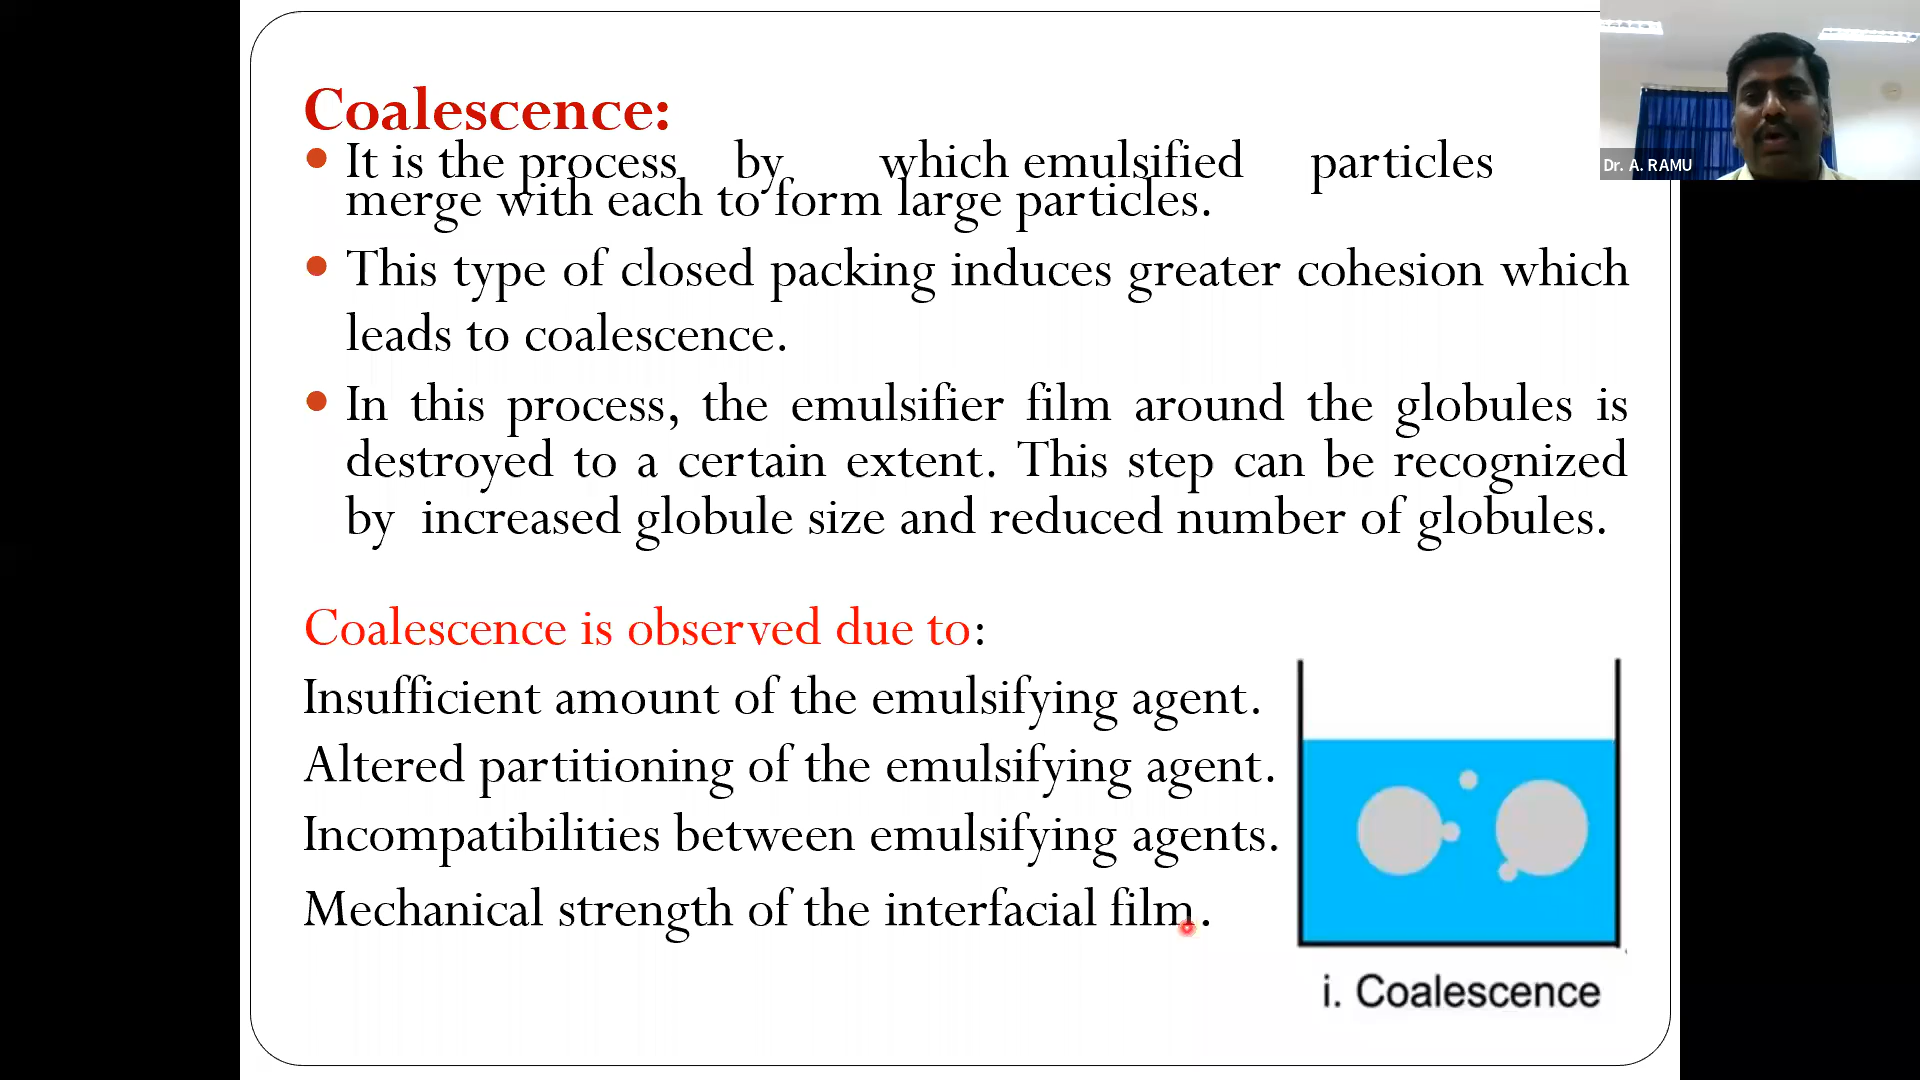 Coalescence:
It is the process by which emulsified particles
merge with each to form large particles.
This type of closed packing induces greater cohesion which
leads to coalescence.
In this process, the emulsifier film around the globules is
destroyed to a certain extent. This step can be recognized
by increased globule size and reduced number of globules.
Coalescence is observed due to:
Insufficient amount of the emulsifying agent.
Altered partitioning of the emulsifying agent.
Incompatibilities between emulsifying agents.
Mechanical strength of the interfacial film.
i. Coalescence
Dr. A. RAMU